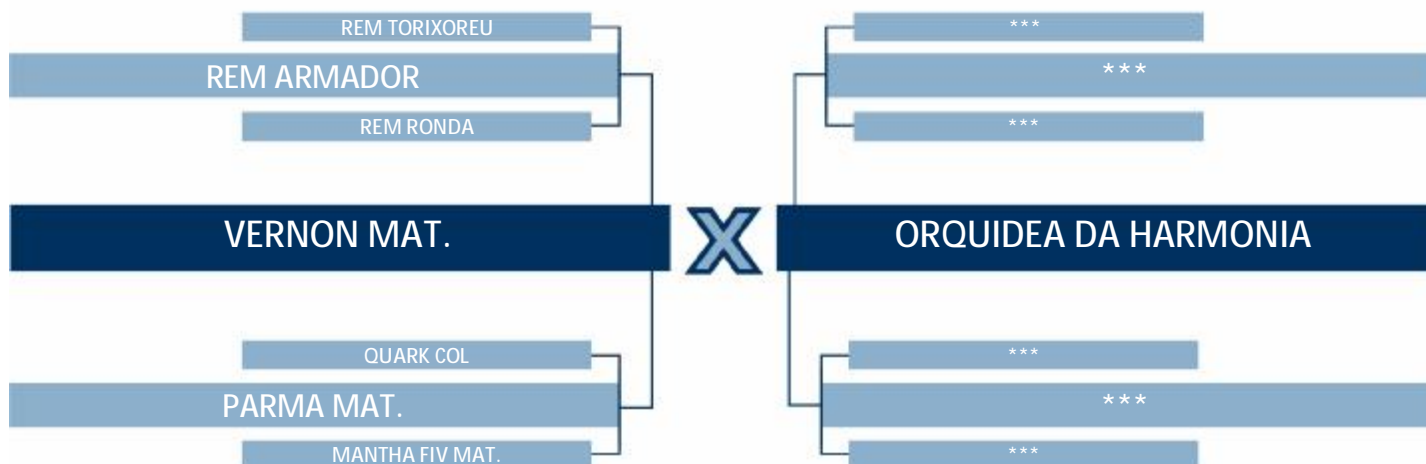 REM TORIXOREU
***
REM ARMADOR
***
REM RONDA
***
VERNON MAT.
X
ORQUIDEA DA HARMONIA
QUARK COL
***
PARMA MAT.
***
MANTHA FIV MAT.
***